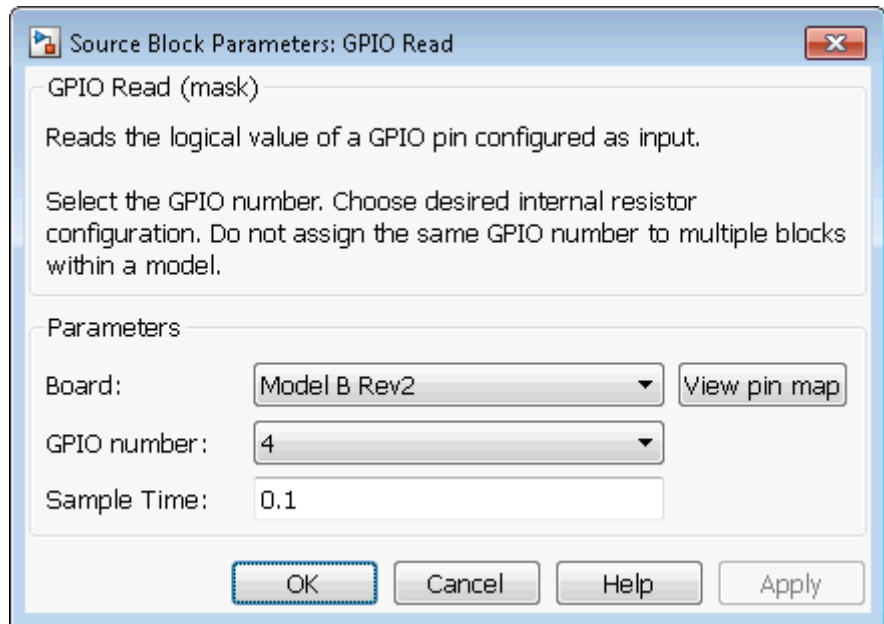 Source Block Parameters: GPIO Read
GPIO Read (mask)
Reads the logical value of a GPIO pin configured as input.
Select the GPIO number. Choose desired internal resistor
configuration. Do not assign the same GPIO number to multiple blocks
within a model.
Parameters
Board: Model B Rev2 View pin map
GPIO number: 4
Sample Time: 0.1
OK Cancel Help Apply